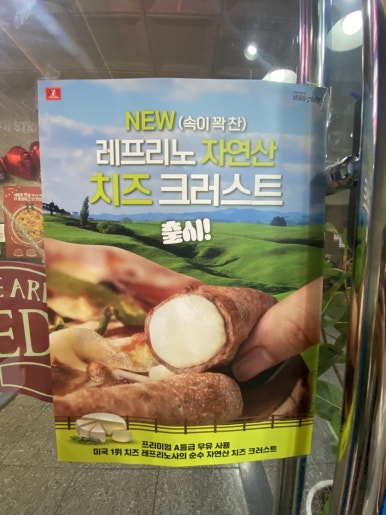 NEW (속이 꽉 찬)
레프리노 자연산
치즈 크러스트
출시!
E ARE
ED
프리미엄 A등급 우유 사용
미국 1위 치즈 레프리노사의 순수 자연산 치즈 크러스트